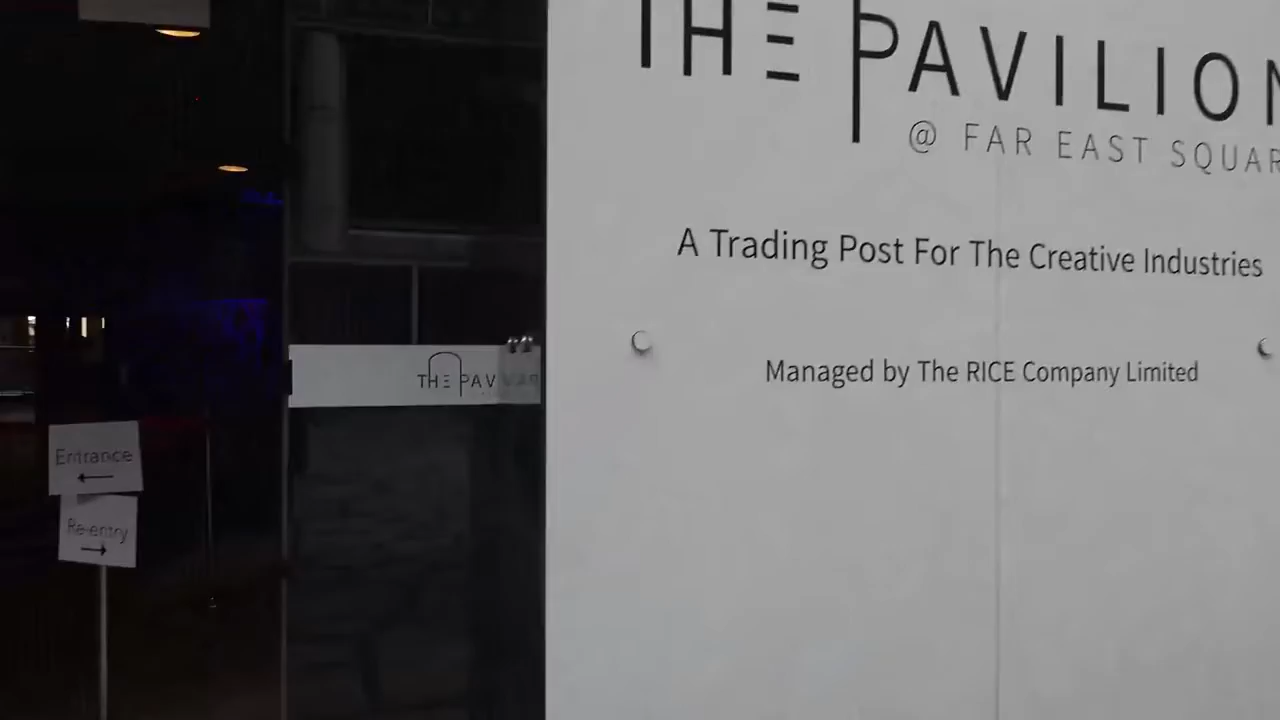 THE PAVILION
@ FAR EAST SQUAR
A Trading Post For The Creative Industries
Managed by The RICE Company Limited
THE PAV
Entrance
Re-entry